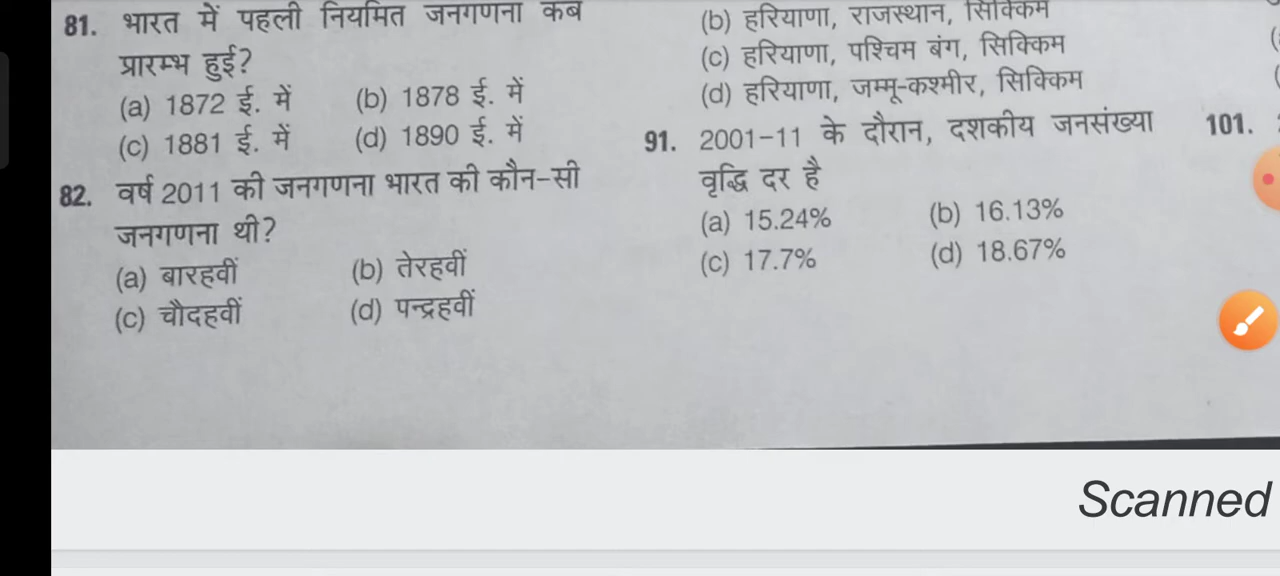 81. भारत में पहली नियमित जनगणना कब
प्रारम्भ हुई?
(a) 1872 ई. में (b) 1878 ई. में
(c) 1881 ई. में (d) 1890 ई. में
82. वर्ष 2011 की जनगणना भारत की कौन-सी
जनगणना थी?
(a) बारहवीं (b) तेरहवीं
(c) चौदहवीं (d) पन्द्रहवीं
(b) हरियाणा, राजस्थान, सिक्किम
(c) हरियाणा, पश्चिम बंग, सिक्किम
(d) हरियाणा, जम्मू-कश्मीर, सिक्किम
91. 2001-11 के दौरान, दशकीय जनसंख्या
वृद्धि दर है
(a) 15.24% (b) 16.13%
(c) 17.7% (d) 18.67%
101.
Scanned